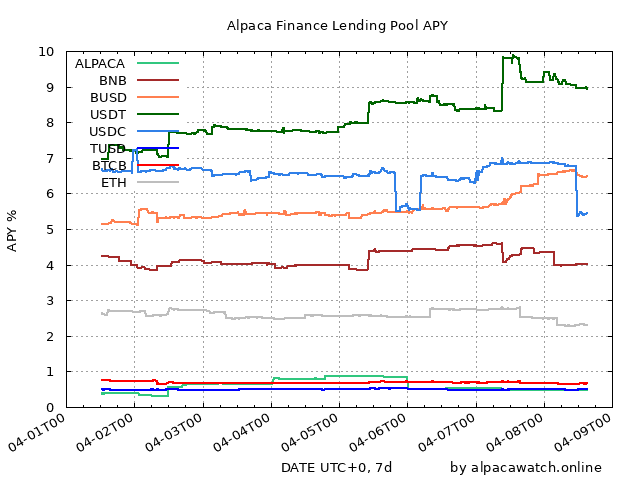 Alpaca Finance Lending Pool APY
10
9
8
7
6
5
4
3
2
1
0
APY %
ALPACA
BNB
BUSD
USDT
USDC
TUSD
BTCB
ETH
04-01T00
04-02T00
04-03T00
04-04T00
04-05T00
04-06T00
04-07T00
04-08T00
04-09T00
DATE UTC+0, 7d
by alpacawatch.online